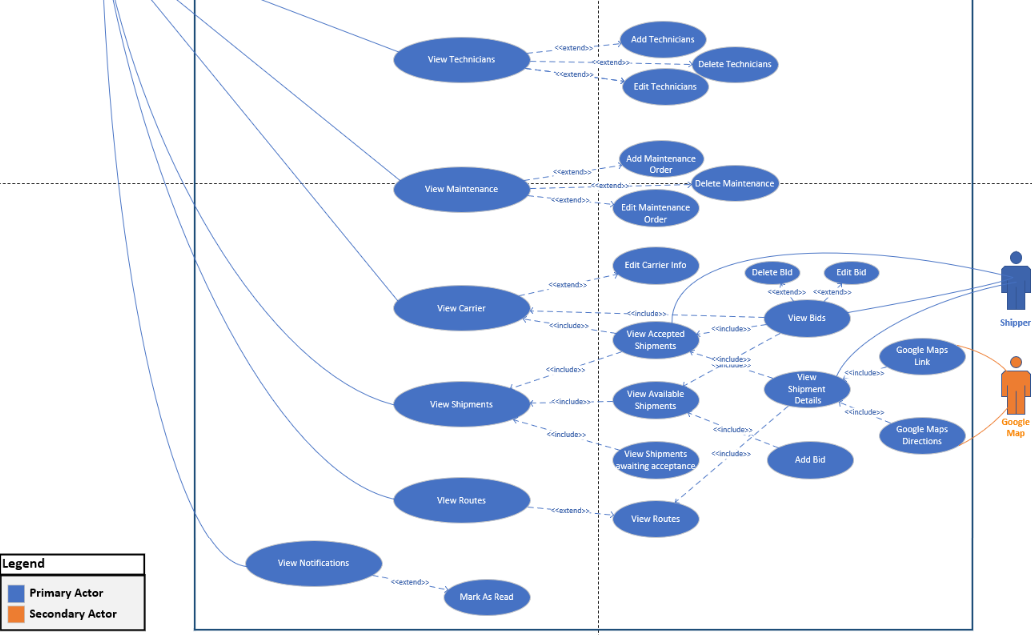 Add Technicians
<<extend>>
View Technicians
<<extend>>
Delete Technicians
<<extend>>
Edit Technicians
Add Maintenance
Order
<<extend>>
View Maintenance
<<extend>>
Delete Maintenance
<<extend>>
Edit Maintenance
Order
Edit Carrier Info
Delete Bid
Edit Bid
<<extend>>
<<extend>>
<<extend>>
View Carrier
<<include>>
View Bids
Shipper
<<include>>
View Accepted
Shipments
<<include>>
Google Maps
Link
<<include>>
<<include>>
<<include>>
<<include>>
View
Shipment
Details
View Shipments
<<include>>
View Available
Shipments
<<include>>
Google
Map
Google Maps
Directions
<<include>>
<<include>>
<<include>>
View Shipments
awaiting acceptance
Add Bid
View Routes
<<extend>>
View Routes
View Notifications
<<extend>>
Mark As Read
Legend
Primary Actor
Secondary Actor